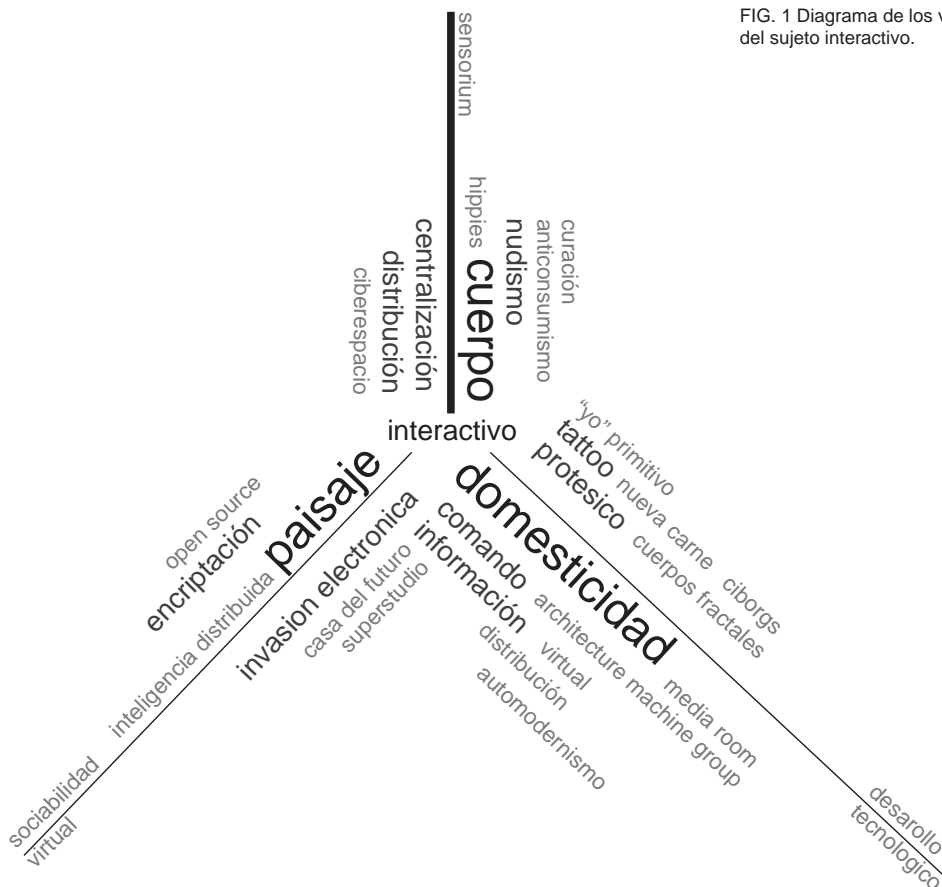 FIG. 1 Diagrama de los
del sujeto interactivo.
sensorium
hippies
cuerpo
nudismo
anticonsumismo
curación
centralización
distribución
ciberespacio
interactivo
"yo" primitivo
tattoo
protesico
nueva carne
cuerpos fractales
ciborgs
domesticidad
comando
información
architecture machine group
media room
virtual
distribución
automodernismo
desarollo
tecnologico
paisaje
open source
encriptación
inteligencia distribuida
invasion electronica
casa del futuro
superstudio
sociabilidad
virtual